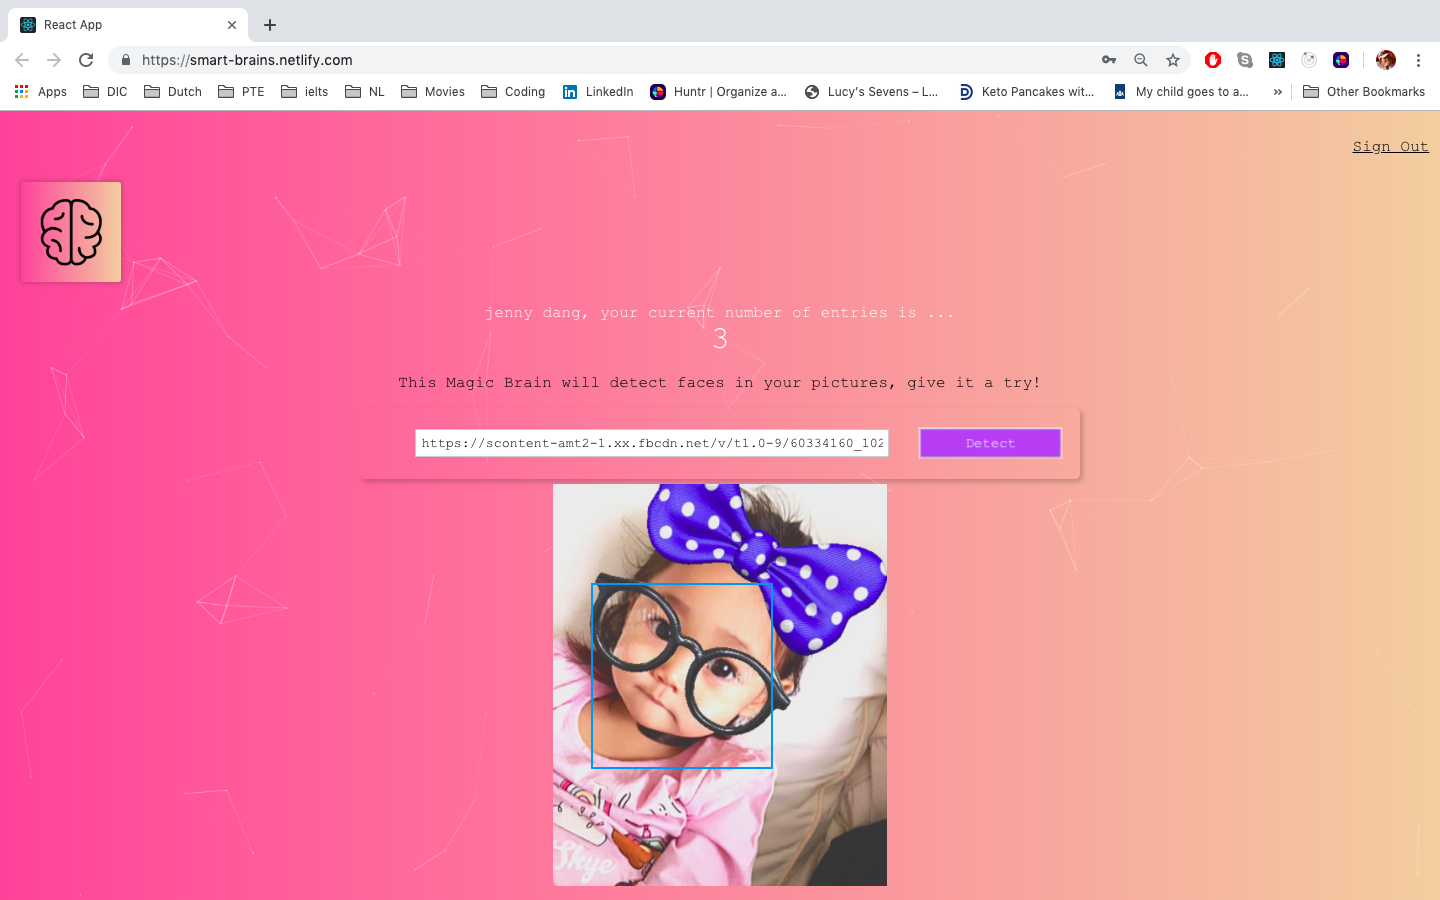 React App
https://smart-brains.netlify.com
Apps DIC Dutch PTE ielts NL Movies Coding LinkedIn Huntr | Organize a... Lucy's Sevens – L... Keto Pancakes wit... My child goes to a... » Other Bookmarks
Sign Out
jenny dang, your current number of entries is ...
3
This Magic Brain will detect faces in your pictures, give it a try!
https://scontent-amt2-1.xx.fbcdn.net/v/t1.0-9/60334160_102
Detect
Skye